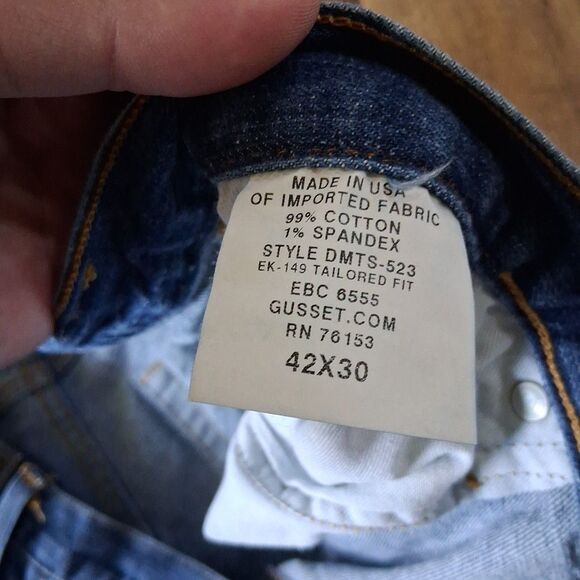 MADE IN USA
OF IMPORTED FABRIC
99% COTTON
1% SPANDEX
STYLE DMTS-523
EK-149 TAILORED FIT
EBC 6555
GUSSET.COM
RN 76153
42X30